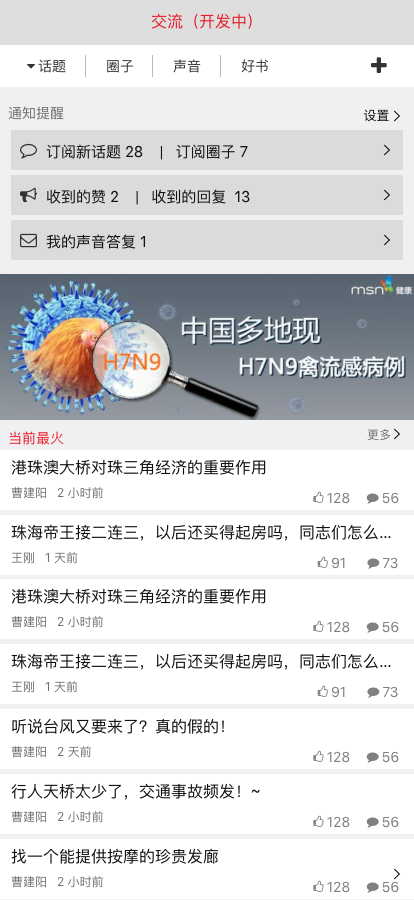 交流（开发中）
话题 圈子 声音 好书
通知提醒 设置
订阅新话题 28 | 订阅圈子 7
收到的赞 2 | 收到的回复 13
我的声音答复 1
msn 健康
中国多地现
H7N9
H7N9禽流感病例
当前最火 更多
港珠澳大桥对珠三角经济的重要作用
曹建阳 2 小时前 128 56
珠海帝王接二连三，以后还买得起房吗，同志们怎么...
王刚 1 天前 91 73
港珠澳大桥对珠三角经济的重要作用
曹建阳 2 小时前 128 56
珠海帝王接二连三，以后还买得起房吗，同志们怎么...
王刚 1 天前 91 73
听说台风又要来了？真的假的！
曹建阳 2 天前 128 56
行人天桥太少了，交通事故频发！~
曹建阳 2 小时前 128 56
找一个能提供按摩的珍贵发廊
曹建阳 2 小时前 128 56